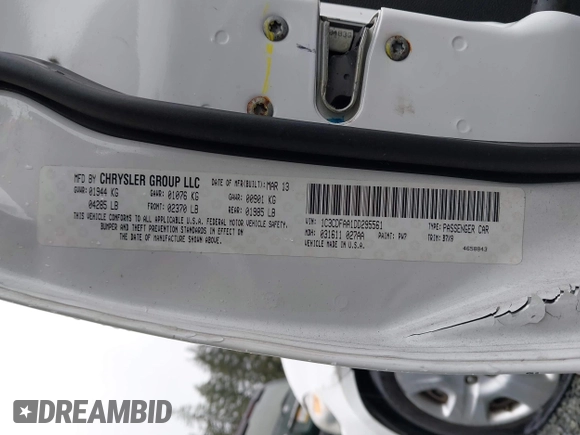 MFD BY CHRYSLER GROUP LLC
DATE OF MFR(BUILT): MAR 13
GVWR: 01944 KG
GAWR: 01076 KG
GAWR: 00901 KG
04285 LB
FRONT: 02370 LB
REAR: 01985 LB
THIS VEHICLE CONFORMS TO ALL APPLICABLE U.S.A. FEDERAL MOTOR VEHICLE SAFETY,
BUMPER AND THEFT PREVENTION STANDARDS IN EFFECT ON THE
DATE OF MANUFACTURE SHOWN ABOVE. MADE IN U.S.A.
VIN: 1C3CDFAA1DD295561
TYPE: PASSENGER CAR
MDH: 031611 027AA
PAINT: PW7
TRIM: B7X9
4658043
DREAMBID